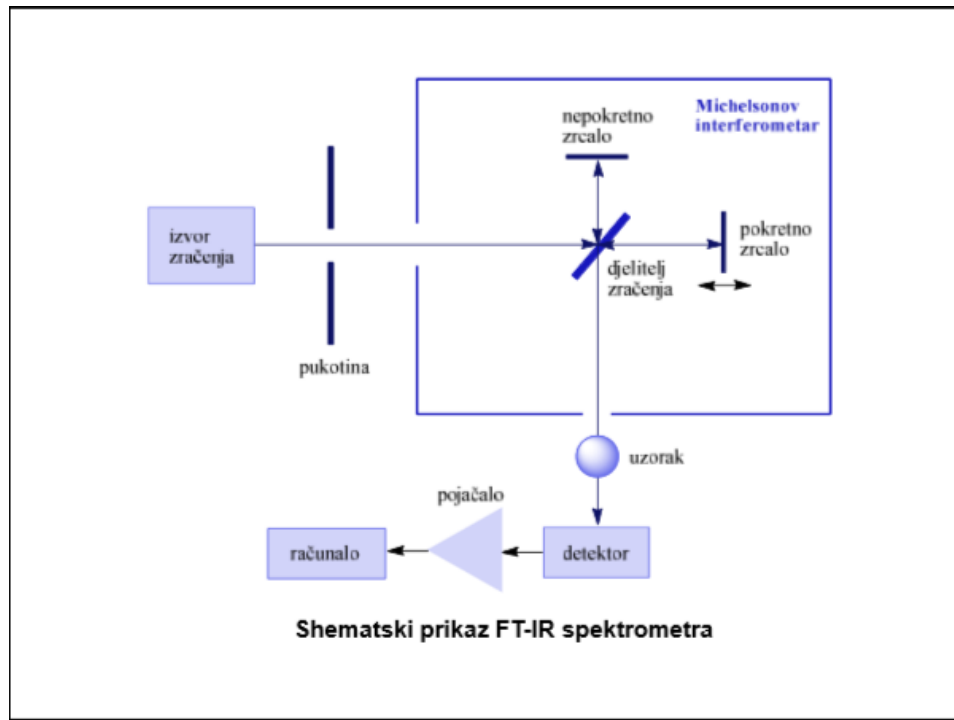 Michelsonov
interferometar
nepokretno
zrcalo
izvor
zračenja
pokretno
zrcalo
djelitelj
zračenja
pukotina
uzorak
pojačalo
računalo
detektor
Shematski prikaz FT-IR spektrometra